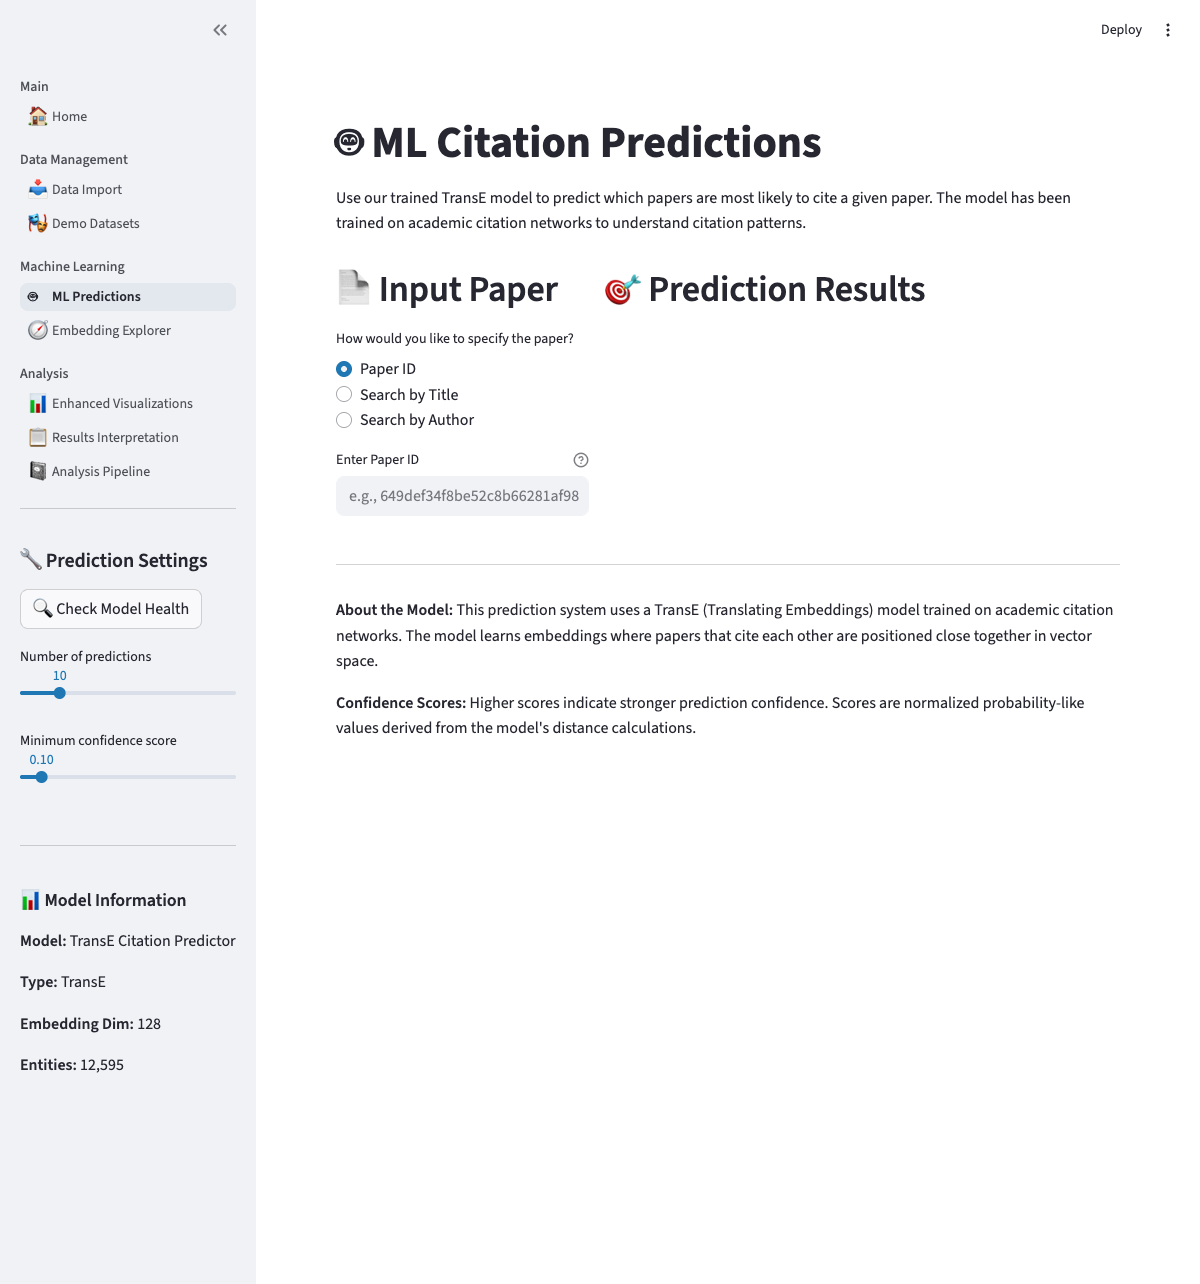 Deploy
Main
Home
Data Management
Data Import
Demo Datasets
Machine Learning
ML Predictions
Embedding Explorer
Analysis
Enhanced Visualizations
Results Interpretation
Analysis Pipeline
Prediction Settings
Check Model Health
Number of predictions
10
Minimum confidence score
0.10
Model Information
Model: TransE Citation Predictor
Type: TransE
Embedding Dim: 128
Entities: 12,595
ML Citation Predictions
Use our trained TransE model to predict which papers are most likely to cite a given paper. The model has been
trained on academic citation networks to understand citation patterns.
Input Paper
How would you like to specify the paper?
Paper ID
Search by Title
Search by Author
Enter Paper ID
e.g., 649def34f8be52c8b66281af98
Prediction Results
About the Model: This prediction system uses a TransE (Translating Embeddings) model trained on academic citation
networks. The model learns embeddings where papers that cite each other are positioned close together in vector
space.
Confidence Scores: Higher scores indicate stronger prediction confidence. Scores are normalized probability-like
values derived from the model's distance calculations.